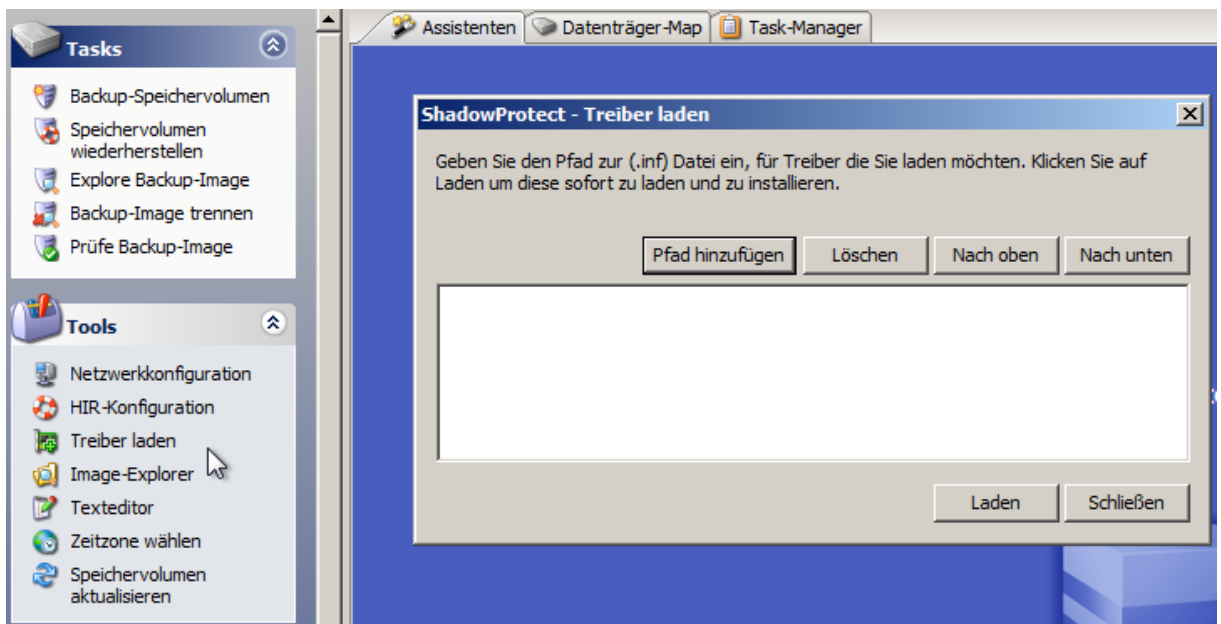 Tasks
Backup-Speichervolumen
Speichervolumen
wiederherstellen
Explore Backup-Image
Backup-Image trennen
Prüfe Backup-Image
Tools
Netzwerkkonfiguration
HIR-Konfiguration
Treiber laden
Image-Explorer
Texteditor
Zeitzone wählen
Speichervolumen
aktualisieren
Assistenten Datenträger-Map Task-Manager
ShadowProtect - Treiber laden
Geben Sie den Pfad zur (.inf) Datei ein, für Treiber die Sie laden möchten. Klicken Sie auf
Laden um diese sofort zu laden und zu installieren.
Pfad hinzufügen Löschen Nach oben Nach unten
Laden Schließen